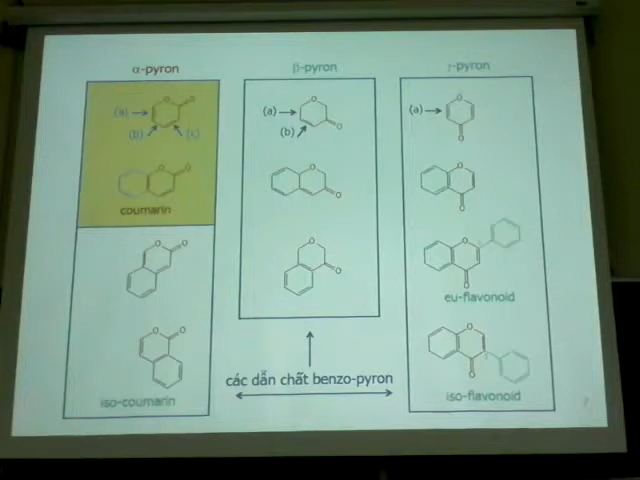 α-pyron
(a)
(b)
(c)
O
O
O
O
coumarin
O
O
O
O
iso-coumarin
β-pyron
(a)
(b)
O
O
O
O
O
O
các dẫn chất benzo-pyron
γ-pyron
(a)
O
O
O
O
O
O
eu-flavonoid
O
O
iso-flavonoid